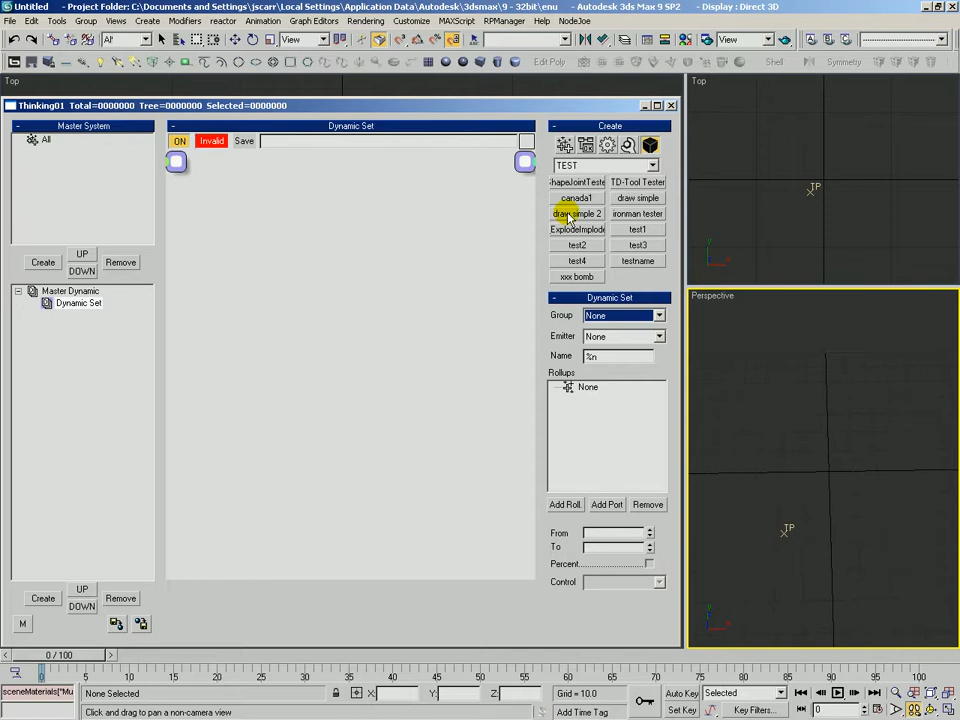 Untitled - Project Folder: C:\Documents and Settings\jscarr\Local Settings\Application Data\Autodesk\3dsmax\9 - 32bit\enu - Autodesk 3ds Max 9 SP2 - Display : Direct 3D
File Edit Tools Group Views Create Modifiers reactor Animation Graph Editors Rendering Customize MAXScript RPManager Help NodeJoe
All View View
Edit Poly Shell Symmetry
Top Top
Thinking01 Total=0000000 Tree=0000000 Selected=0000000
Master System Dynamic Set Create
All ON Invalid Save
TEST
ShapeJointTeste TD-Tool Tester
canada1 draw simple
draw simple 2 ironman tester
ExplodeImplode test1
test2 test3
test4 testname
xxx bomb
UP
Create Remove
DOWN
Master Dynamic
Dynamic Set
Dynamic Set
Group None
Emitter None
Name %n
Rollups
None
Add Roll. Add Port Remove
From
To
Percent
Control
UP
Create Remove
DOWN
M
TP
Perspective
TP
0 / 100
0 5 10 15 20 25 30 35 40 45 50 55 60 65 70 75 80 85 90 95 100
sceneMaterials["Mu None Selected X: Y: Z: Grid = 10.0 Auto Key Selected
Click and drag to pan a non-camera view Add Time Tag Set Key Key Filters... 0